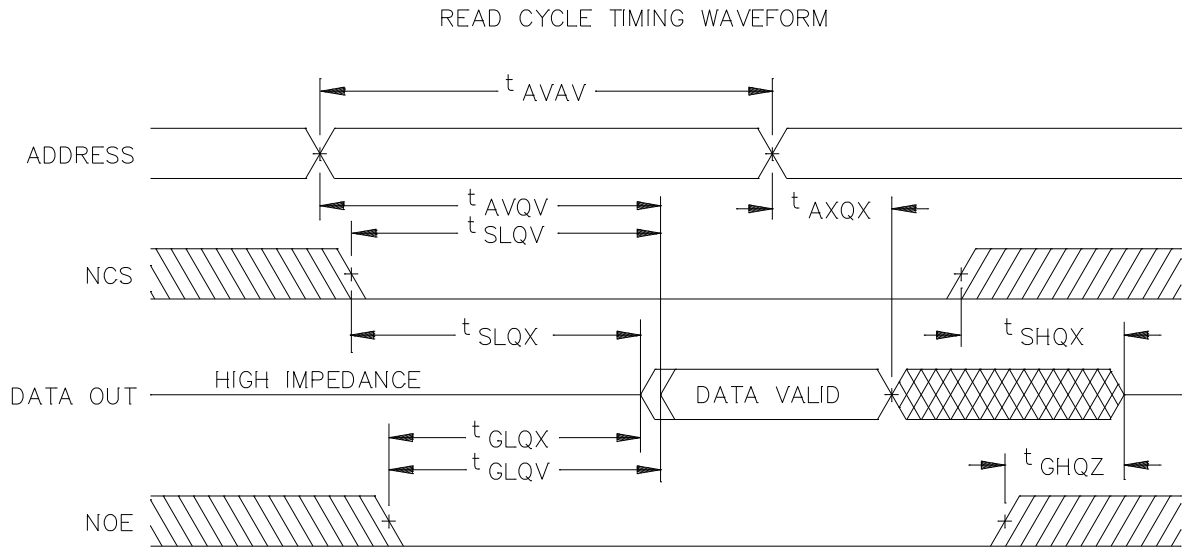 READ CYCLE TIMING WAVEFORM
t AVAV
ADDRESS
t AVQV
t AXQX
t SLQV
NCS
t SLQX
t SHQX
DATA OUT
HIGH IMPEDANCE
DATA VALID
t GLQX
t GLQV
t GHQZ
NOE